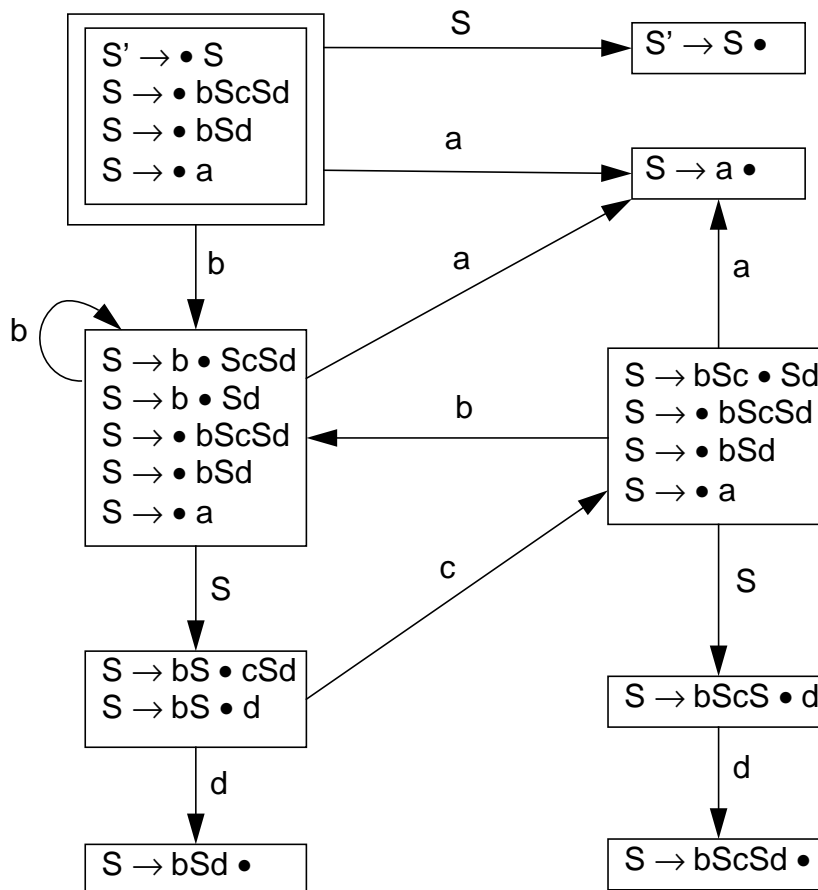 S' → • S
S → • bScSd
S → • bSd
S → • a
S
S' → S •
a
S → a •
b
a
a
b
S → b • ScSd
S → b • Sd
S → • bScSd
S → • bSd
S → • a
b
S → bSc • Sd
S → • bScSd
S → • bSd
S → • a
S
c
S
S → bS • cSd
S → bS • d
S → bScS • d
d
d
S → bSd •
S → bScSd •